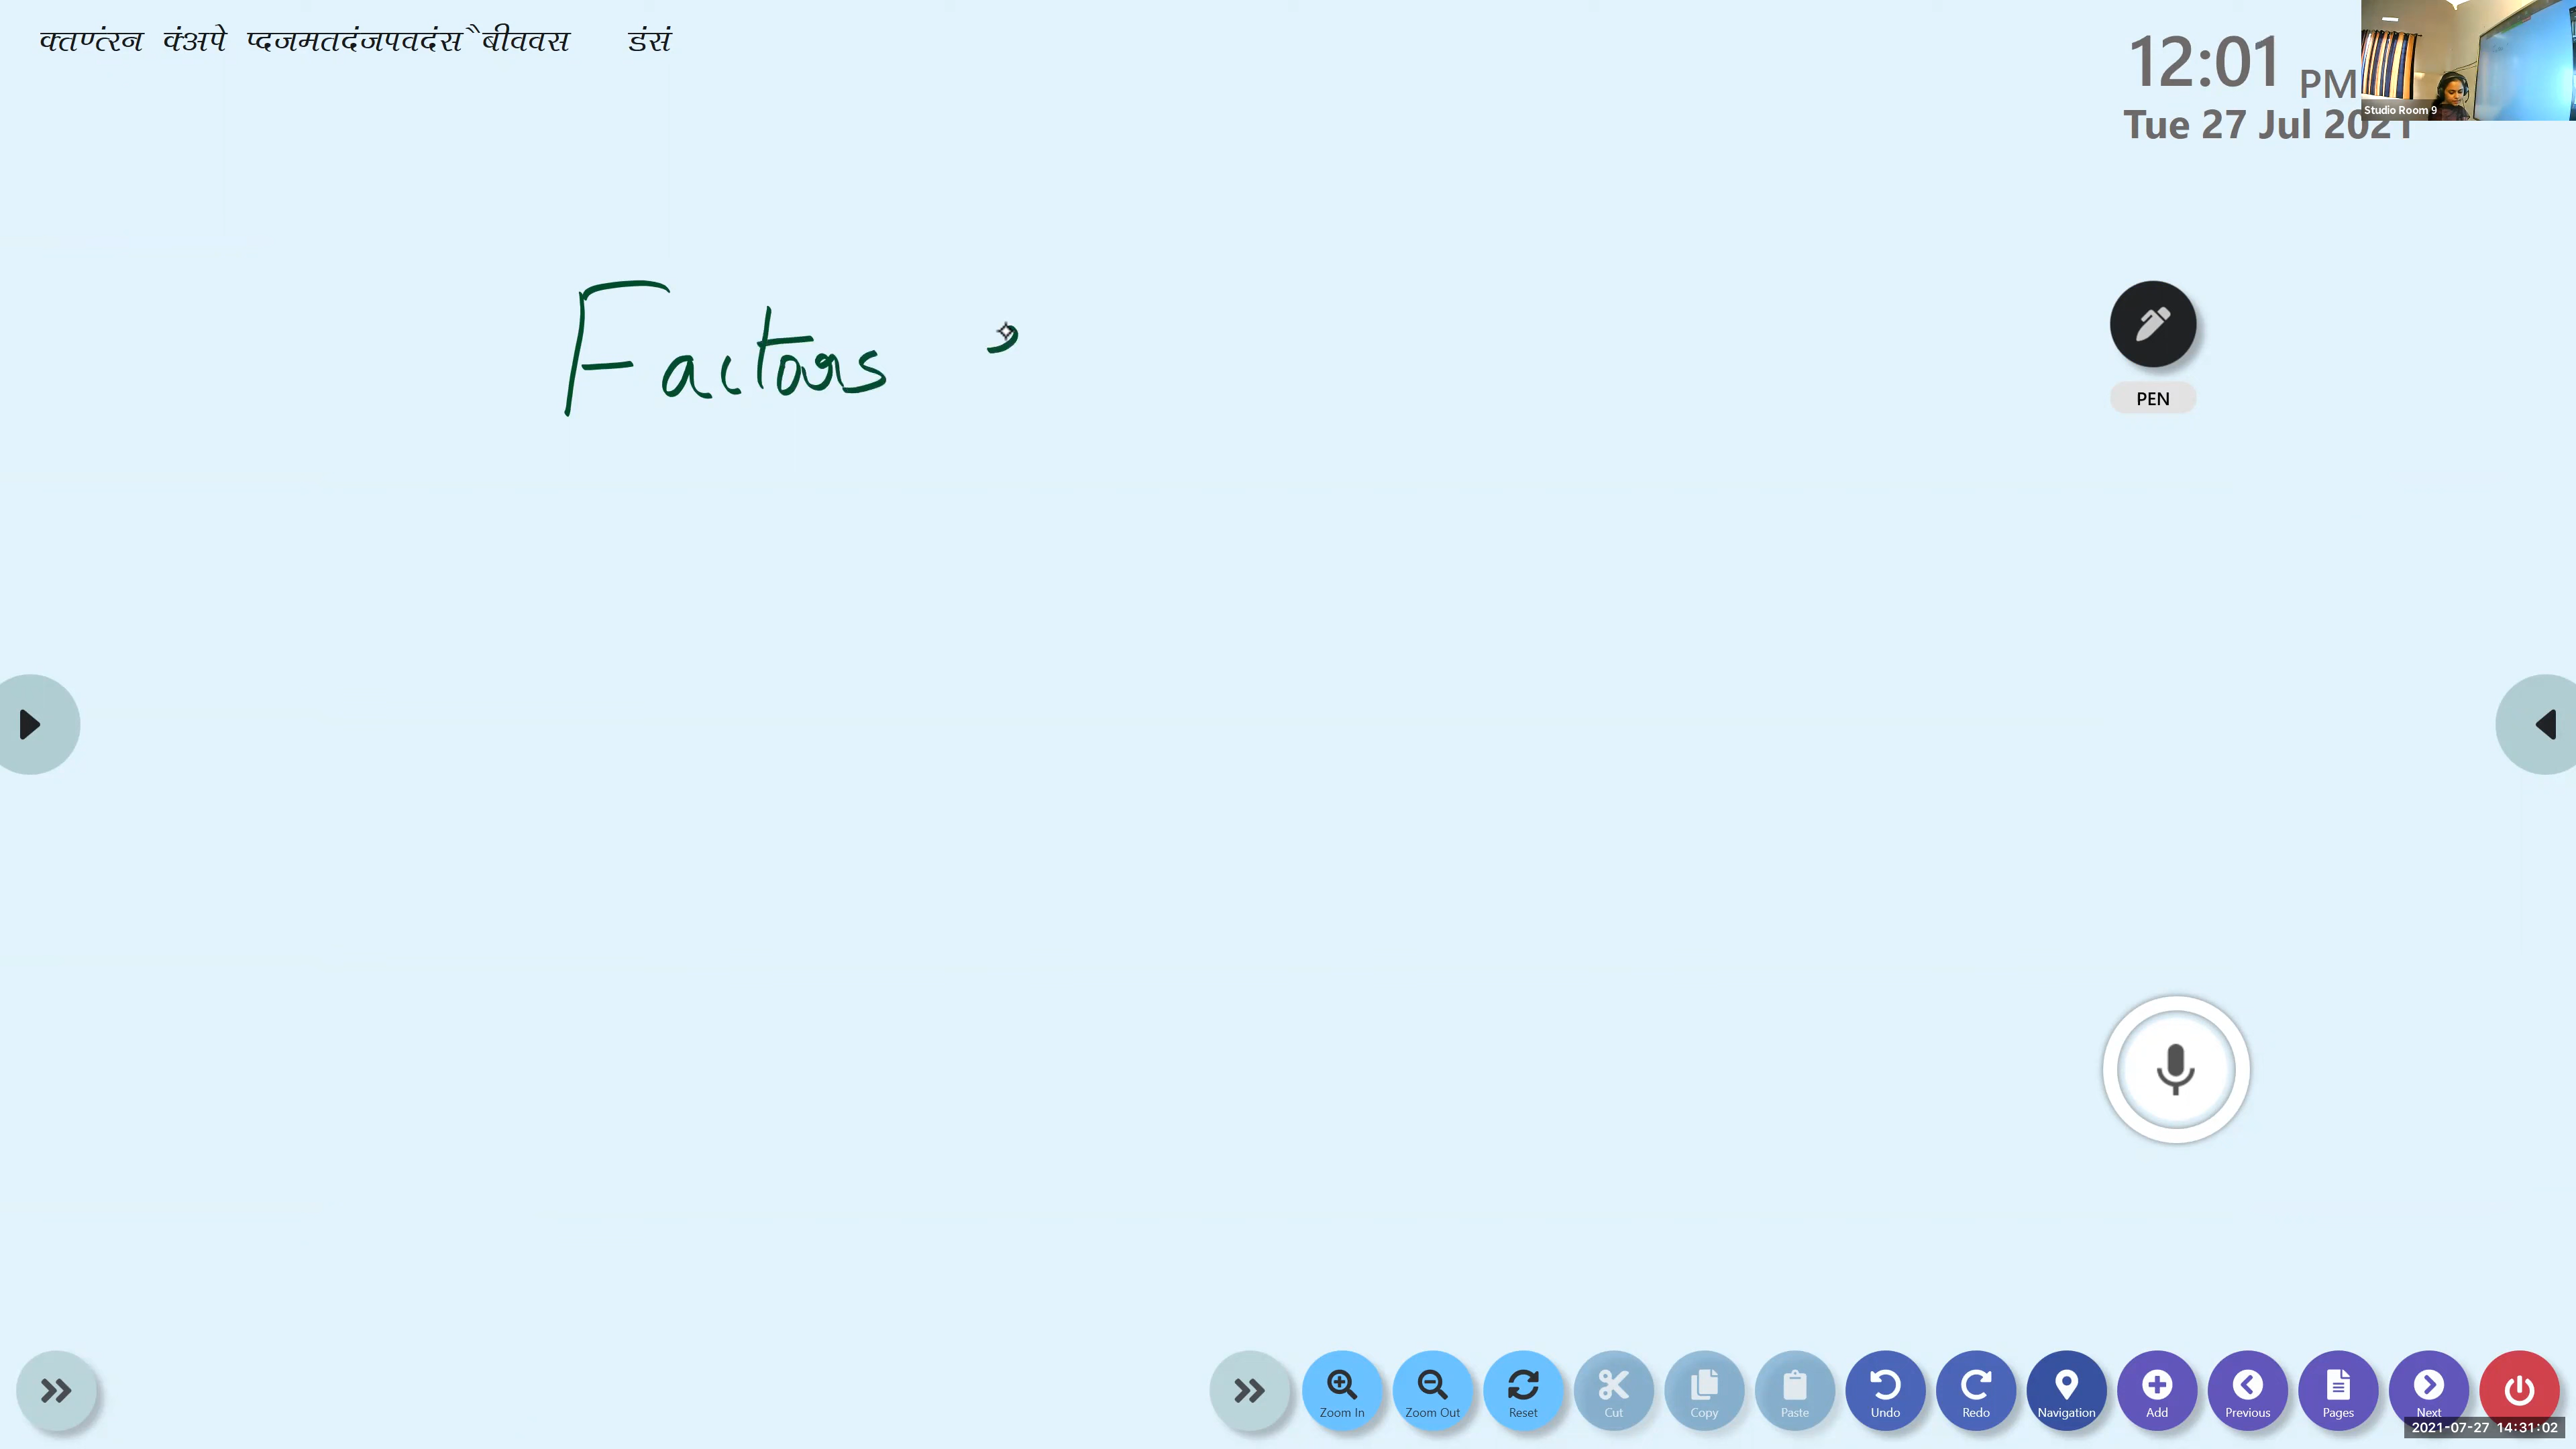 क्तण्त्ंरन क्ंअपे प्दजमतदंजपवदंसैबीववस डंसं
12:01 PM
Studio Room 9
Tue 27 Jul 2021
Factors
PEN
Zoom In Zoom Out Reset Cut Copy Paste Undo Redo Navigation Add Previous Pages Next
2021-07-27 14:31:02